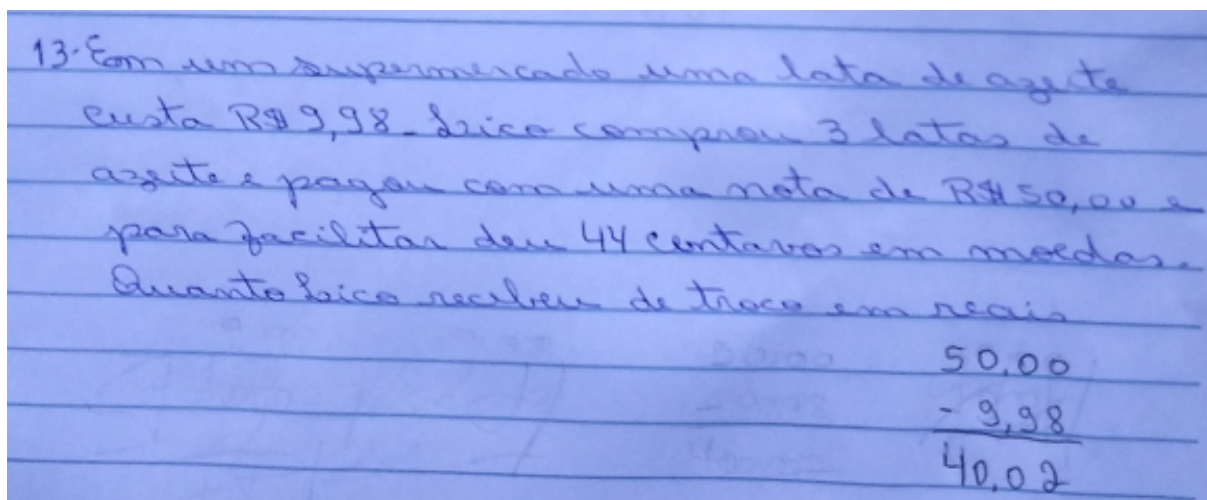 13. Em um supermercado uma lata de azeite
custa R$ 9,98. Lico comprou 3 latas de
azeite e pagou com uma nota de R$ 50,00 e
para facilitar deu 44 centavos em moedas.
Quanto Lico recebeu de troco em reais
50,00
- 9,98
40,02